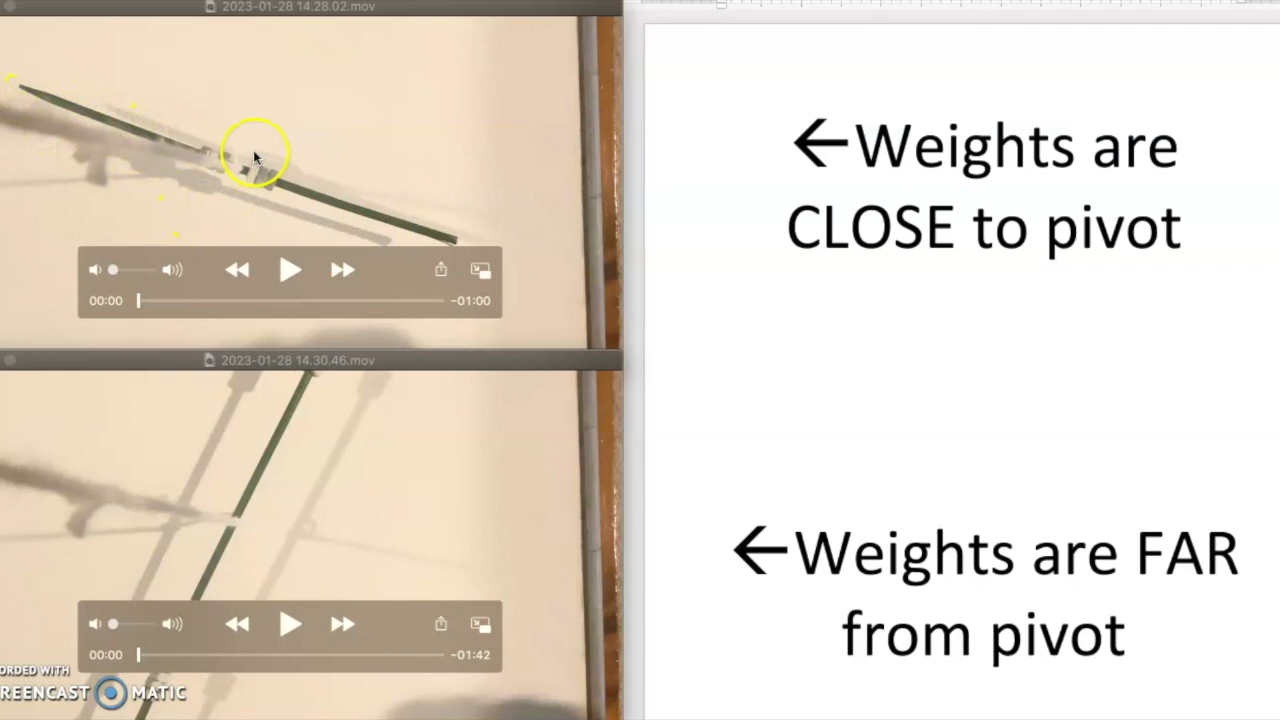 2023-01-28 14.28.02.mov
←Weights are
CLOSE to pivot
00:00
-01:00
2023-01-28 14.30.46.mov
←Weights are FAR
from pivot
00:00
-01:42
ORDED WITH
REENCAST MATIC